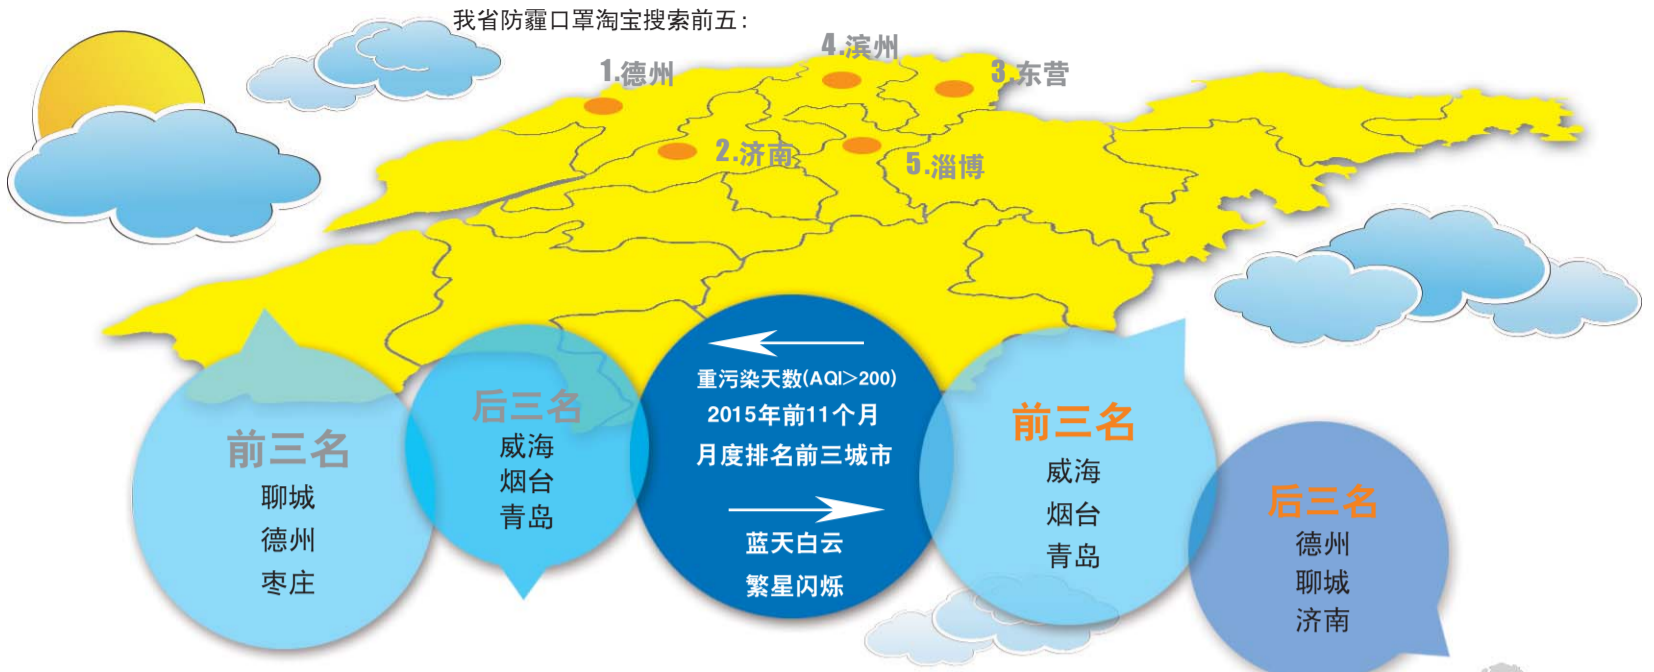 我省防霾口罩淘宝搜索前五：
1.德州
4.滨州
3.东营
2.济南
5.淄博
前三名
聊城
德州
枣庄
后三名
威海
烟台
青岛
重污染天数(AQI>200)
2015年前11个月
月度排名前三城市
蓝天白云
繁星闪烁
前三名
威海
烟台
青岛
后三名
德州
聊城
济南